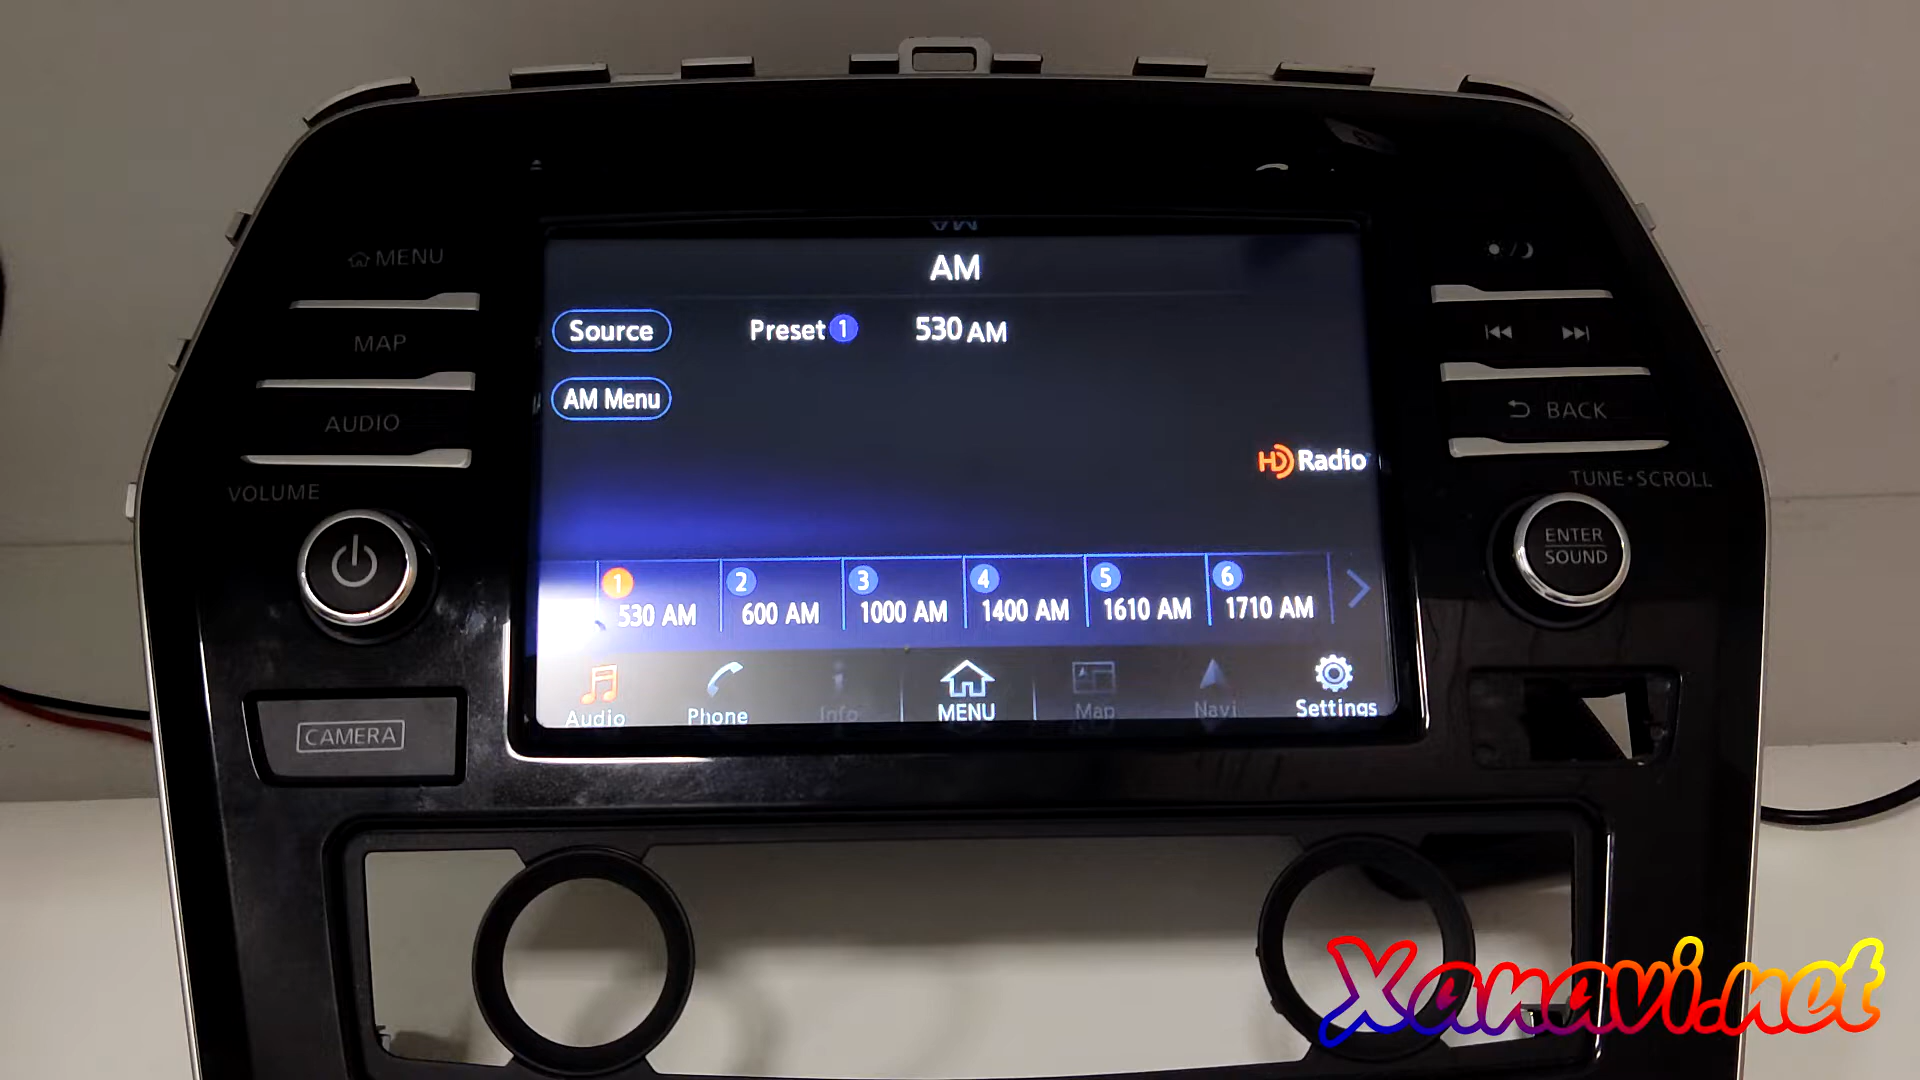 AM
MENU
AM
Source
Preset 1
530 AM
MAP
AM Menu
BACK
AUDIO
HD Radio
VOLUME
TUNE•SCROLL
ENTER
SOUND
1
2
3
4
5
6
530 AM
600 AM
1000 AM
1400 AM
1610 AM
1710 AM
Audio
Phone
Info
MENU
Map
Navi
Settings
CAMERA
Xanavi.net